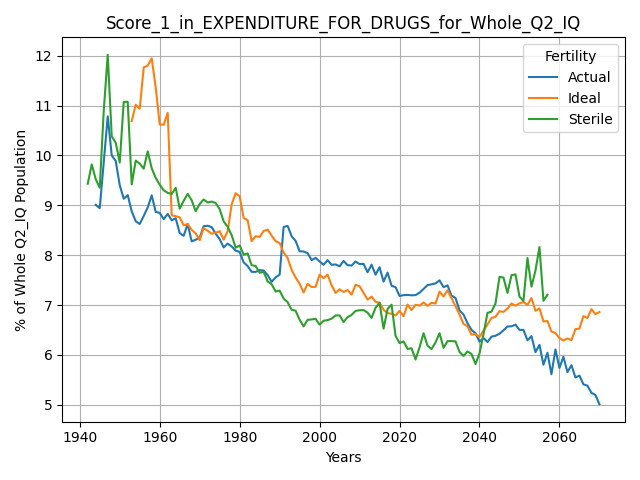 Score_1_in_EXPENDITURE_FOR_DRUGS_for_Whole_Q2_IQ
% of Whole Q2_IQ Population
12
11
10
9
8
7
6
5
Fertility
Actual
Ideal
Sterile
1940 1960 1980 2000 2020 2040 2060
Years